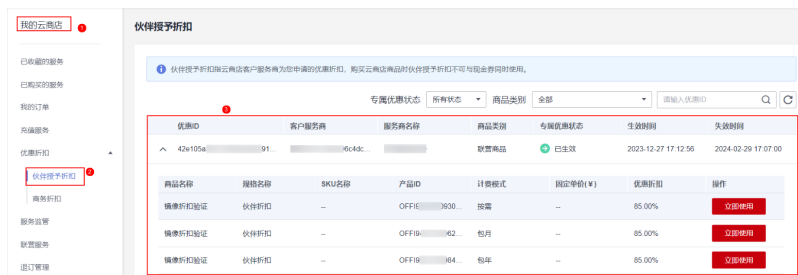 我的云商店
1
已收藏的服务
已购买的服务
我的订单
充值服务
优惠折扣
伙伴授予折扣
2
商务折扣
服务监管
联营服务
退订管理
伙伴授予折扣
伙伴授予折扣指云商店客户服务商为您申请的优惠折扣，购买云商店商品时伙伴授予折扣不可与现金券同时使用。
专属优惠状态 所有状态 商品类别 全部 请输入优惠ID
3
优惠ID 客户服务商 服务商名称 商品类别 专属优惠状态 生效时间 失效时间
42e105a 91... 6c4dc... 联营商品 已生效 2023-12-27 17:12:56 2024-02-29 17:07:00
商品名称 规格名称 SKU名称 产品ID 计费模式 固定单价(¥) 优惠折扣 操作
镜像折扣验证 伙伴折扣 -- OFFI9 930... 按需 -- 85.00% 立即使用
镜像折扣验证 伙伴折扣 -- OFFI9 62... 包月 -- 85.00% 立即使用
镜像折扣验证 伙伴折扣 -- OFFI9 84... 包年 -- 85.00% 立即使用